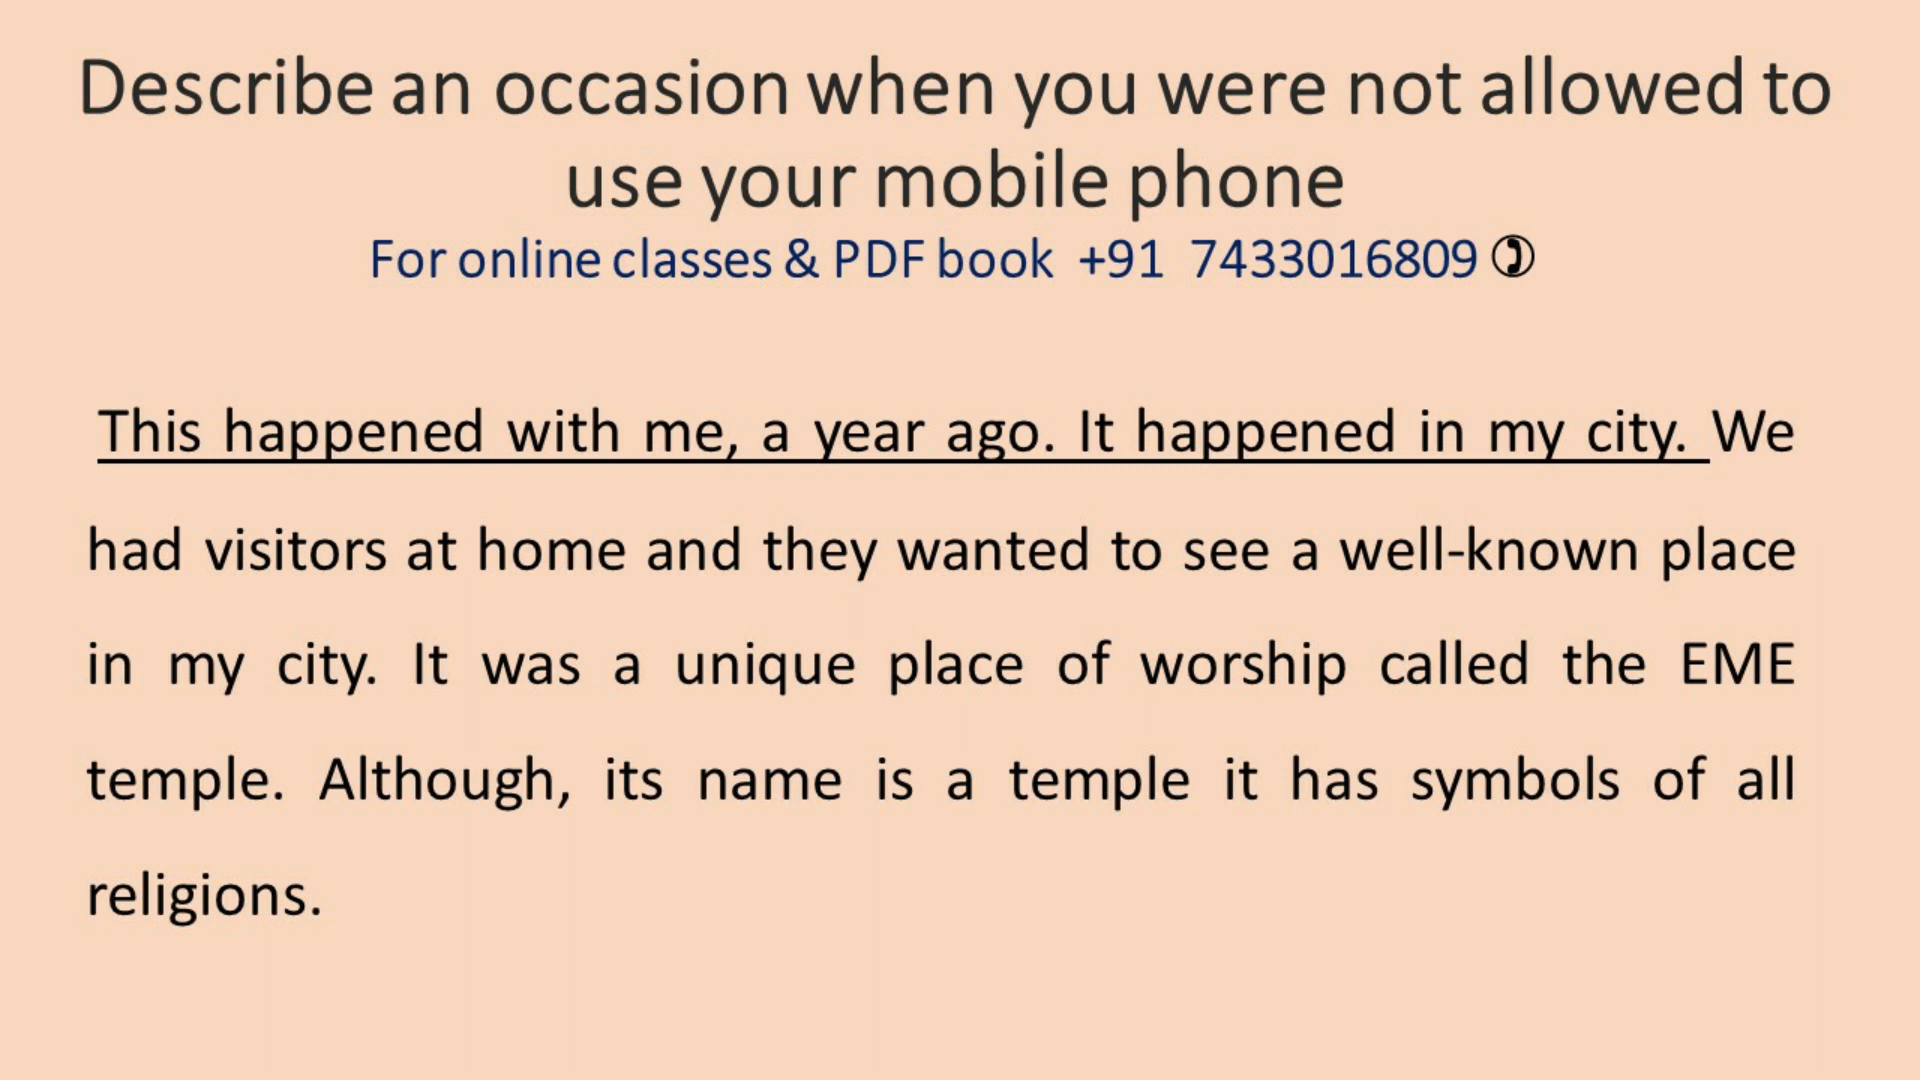 Describe an occasion when you were not allowed to
use your mobile phone
For online classes & PDF book +91 7433016809 ✆
This happened with me, a year ago. It happened in my city. We
had visitors at home and they wanted to see a well-known place
in my city. It was a unique place of worship called the EME
temple. Although, its name is a temple it has symbols of all
religions.